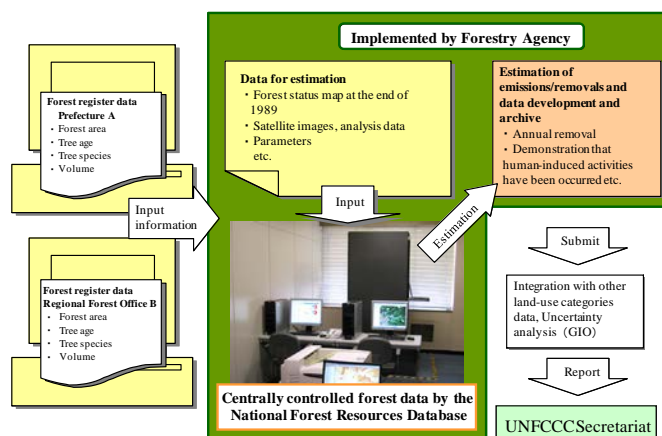 Implemented by Forestry Agency
Forest register data
Prefecture A
・ Forest area
・ Tree age
・ Tree species
・ Volume
Forest register data
Regional Forest Office B
・ Forest area
・ Tree age
・ Tree species
・ Volume
Input
information
Data for estimation
・ Forest status map at the end of
1989
・ Satellite images, analysis data
・ Parameters
etc.
Input
Estimation
Centrally controlled forest data by the
National Forest Resources Database
Estimation of
emissions/removals and
data development and
archive
・ Annual removal
・ Demonstration that
human-induced activities
have been occurred etc.
Submit
Integration with other
land-use categories
data, Uncertainty
analysis（GIO）
Report
UNFCCC Secretariat